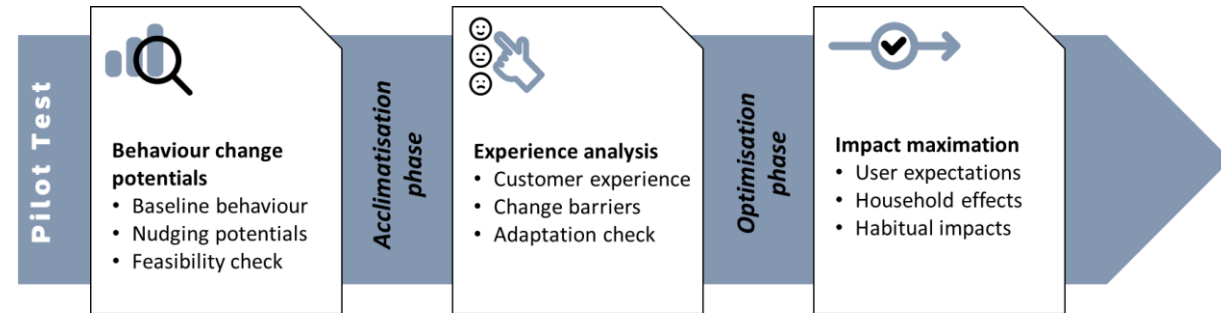 Pilot Test
Behaviour change
potentials
• Baseline behaviour
• Nudging potentials
• Feasibility check
Acclimatisation
phase
Experience analysis
• Customer experience
• Change barriers
• Adaptation check
Optimisation
phase
Impact maximation
• User expectations
• Household effects
• Habitual impacts